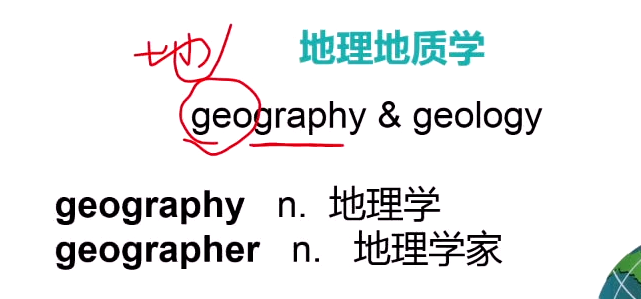 地理地质学
地
geography & geology
geography n. 地理学
geographer n. 地理学家